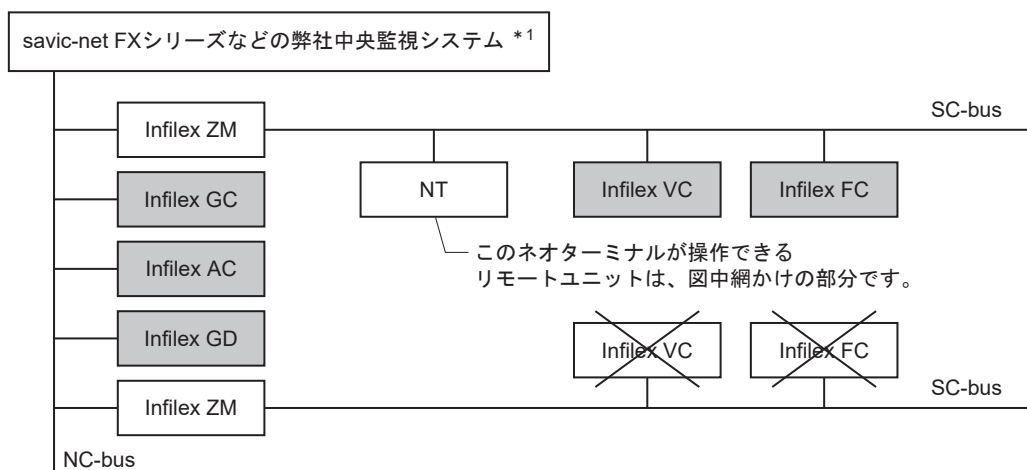 savic-net FXシリーズなどの弊社中央監視システム *1
Infilex ZM
SC-bus
Infilex GC
NT
Infilex VC
Infilex FC
このネオターミナルが操作できる
リモートユニットは、図中網かけの部分です。
Infilex AC
Infilex GD
Infilex VC
Infilex FC
Infilex ZM
SC-bus
NC-bus